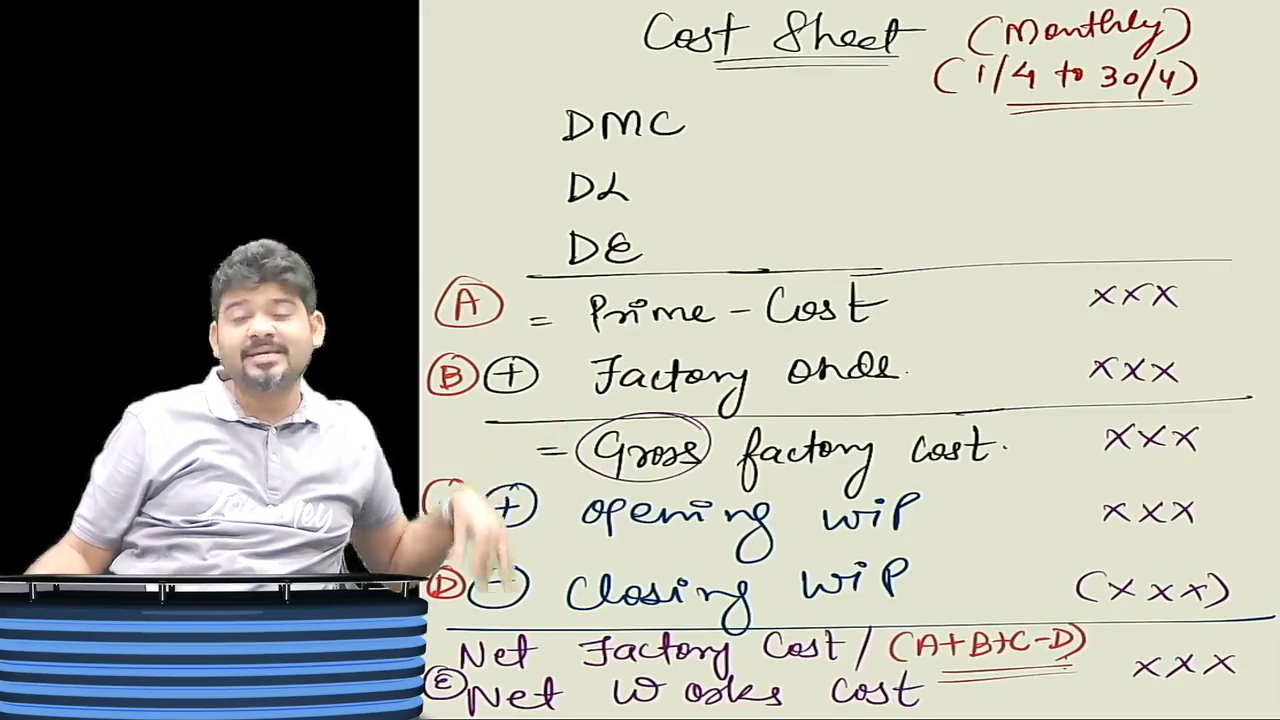 Cost Sheet (Monthly)
(1/4 to 30/4)
DMC
DL
DE
A = Prime-Cost xxx
B + Factory
xxx
= Gross factory cost. xxx
+ opening WIP xxx
D - Closing WIP (xxx)
Net Factory Cost/ (A+B+C-D) xxx
E Net Works Cost